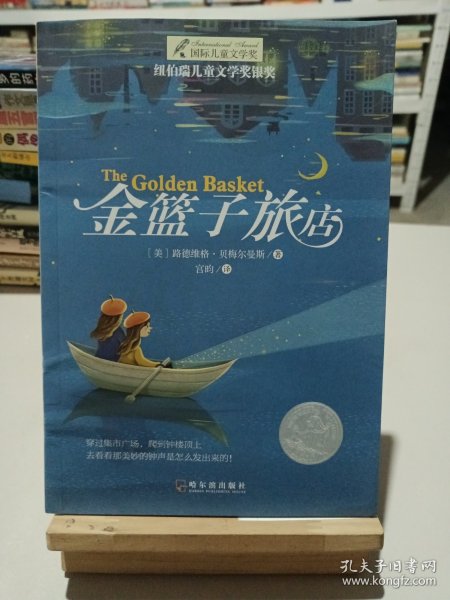 International Award
国际儿童文学奖
纽伯瑞儿童文学奖银奖
The Golden Basket
金篮子旅店
[美] 路德维格·贝梅尔曼斯 / 著
宫昀 / 译
穿过集市广场，爬到钟楼顶上
去看看那美妙的钟声是怎么发出来的！
哈尔滨出版社
HARBIN PUBLISHING HOUSE
孔夫子旧书网
www.kongfz.com